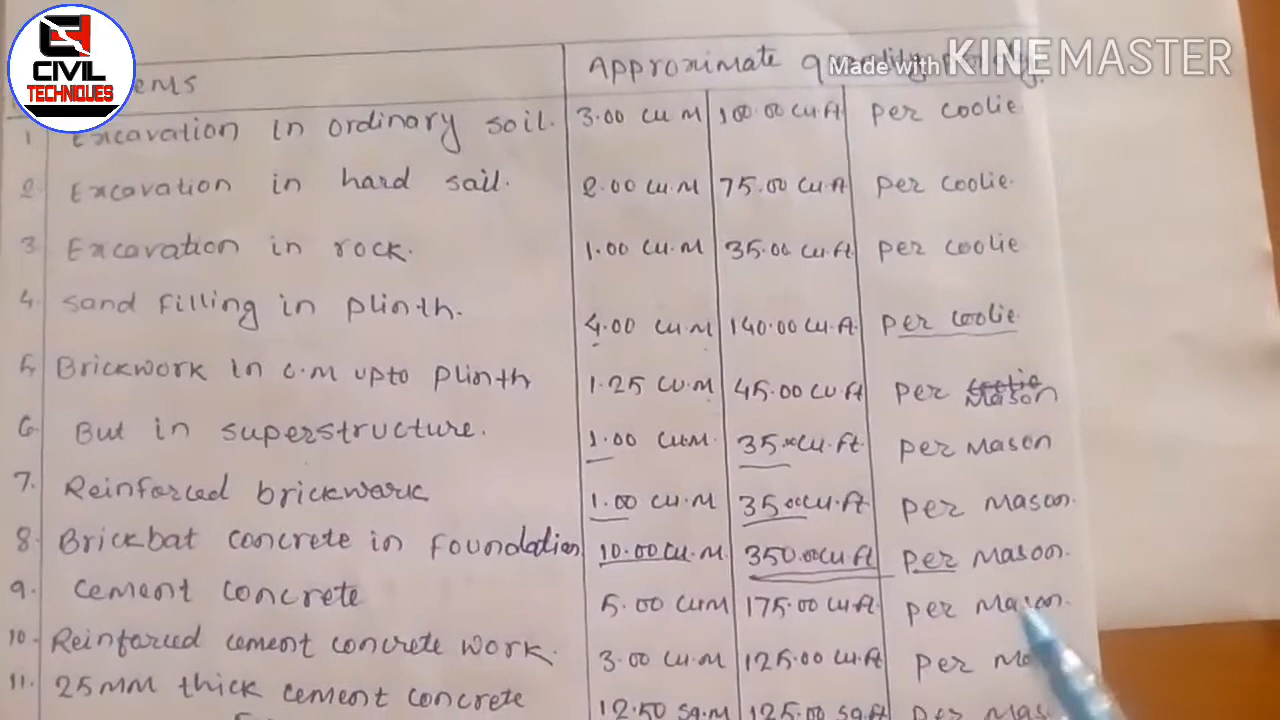 CIVIL
TECHNIQUES
Made with KINEMASTER
Approximate
1 Excavation in ordinary soil. 3.00 cu M 100.00 cu.ft per coolie
2 Excavation in hard sail. 2.00 cu.M 75.00 cu.ft per coolie.
3 Excavation in rock. 1.00 cu.M 35.00 cu.ft per coolie
4. Sand filling in plinth. 4.00 cu.M 140.00 cu.ft per coolie
5. Brickwork in c.M upto plinth 1.25 cu.M 45.00 cu.ft per Mason
6. But in superstructure. 1.00 cu.M. 35.00 cu.ft. per Mason
7. Reinforced brickwork 1.00 cu.M 35.00 cu.ft per Mason.
8. Brickbat concrete in foundation 10.00 cu.M 350.00 cu.ft per Mason.
9. cement concrete 5.00 cu.M 175.00 cu.ft. per Mason.
10. Reinforced cement concrete work. 3.00 cu.M 125.00 cu.ft per
11. 25MM thick cement concrete 12.50 sq.M 125.00 sq.ft per